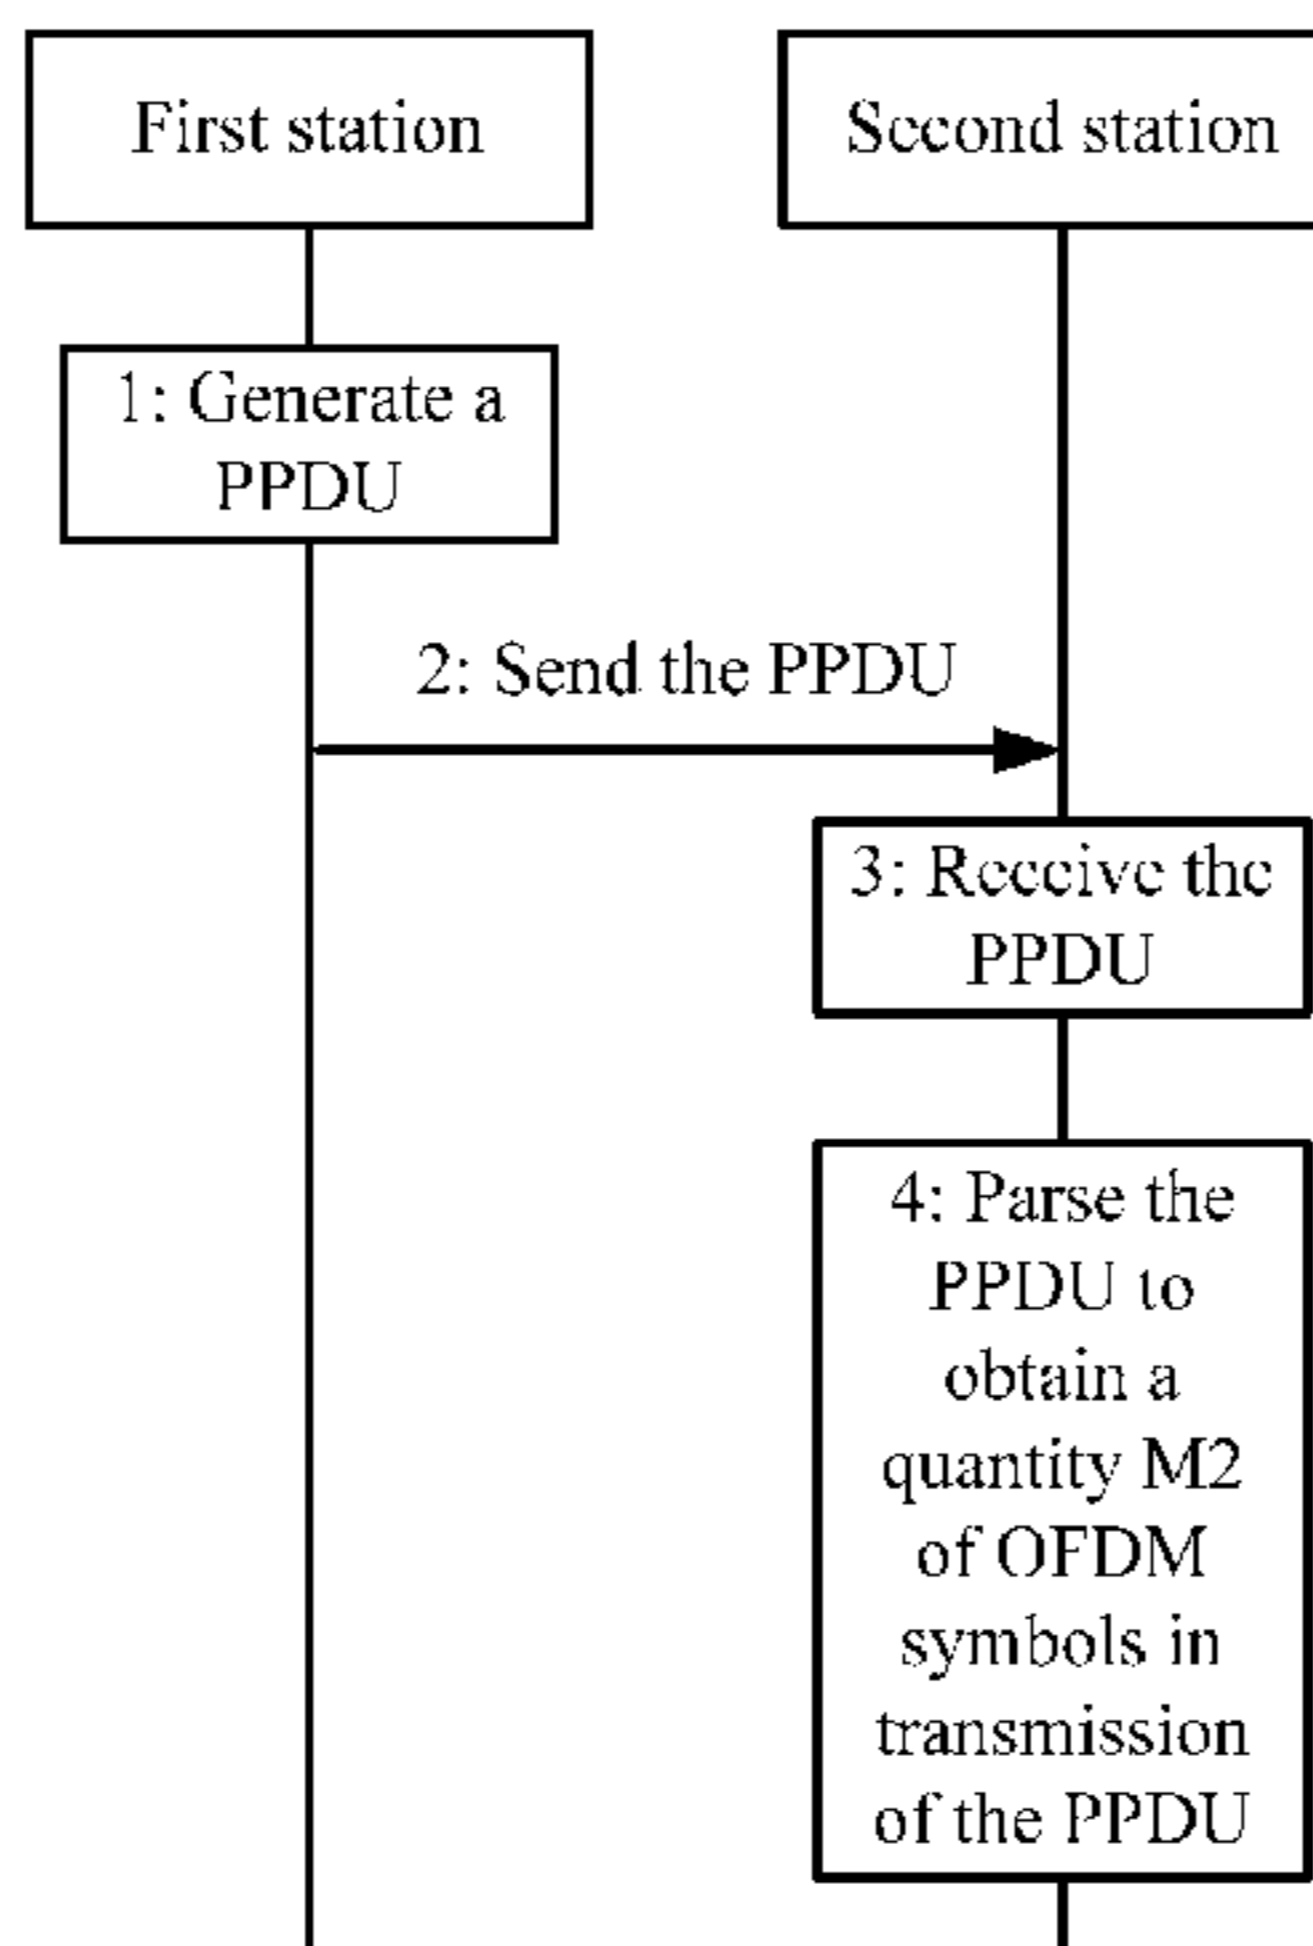 First station
Second station
1: Generate a
PPDU
2: Send the PPDU
3: Receive the
PPDU
4: Parse the
PPDU to
obtain a
quantity M2
of OFDM
symbols in
transmission
of the PPDU